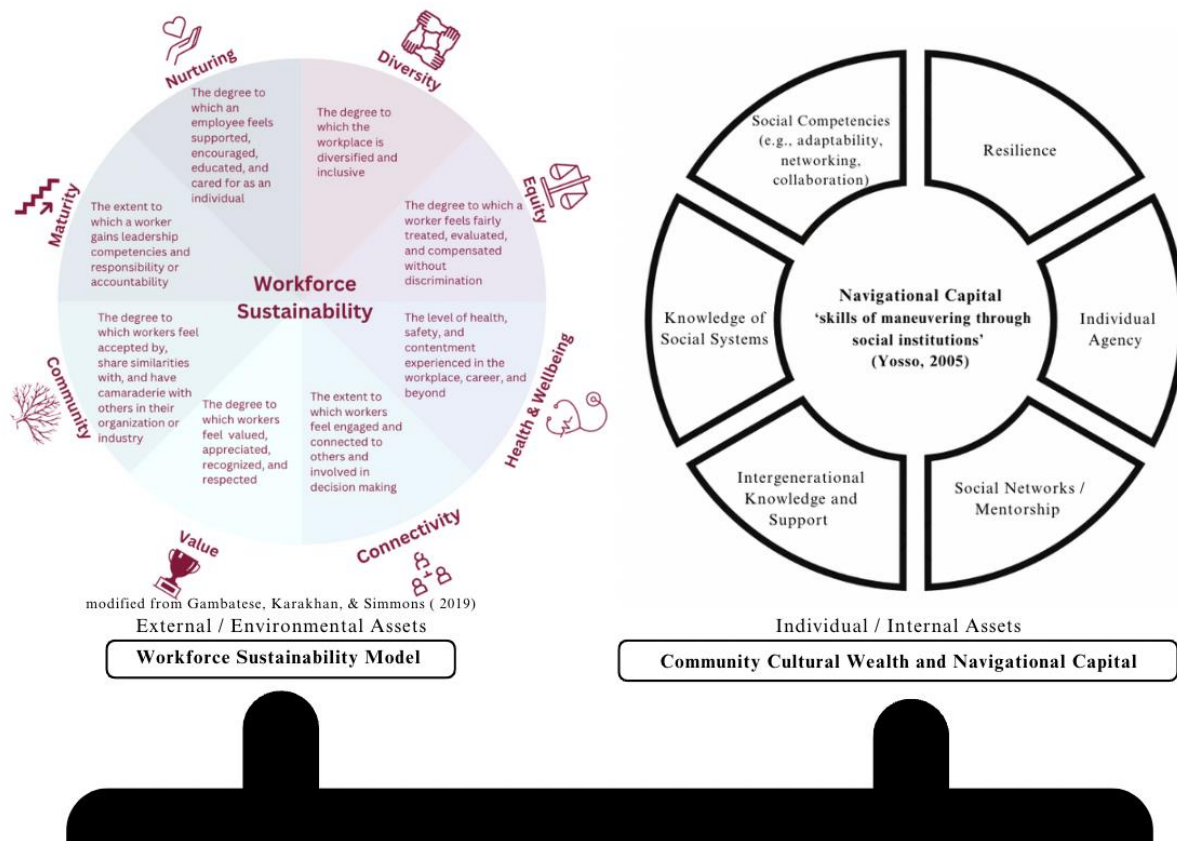 Nurturing
The degree to
which an
employee feels
supported,
encouraged,
educated, and
cared for as an
individual
Diversity
The degree to
which the
workplace is
diversified and
inclusive
Equity
The degree to which a
worker feels fairly
treated, evaluated,
and compensated
without
discrimination
Health & Wellbeing
The level of health,
safety, and
contentment
experienced in the
workplace, career, and
beyond
Connectivity
The extent to
which workers
feel engaged and
connected to
others and
involved in
decision making
Value
The degree to
which workers
feel valued,
appreciated,
recognized, and
respected
Community
The degree to
which workers feel
accepted by,
share similarities
with, and have
camaraderie with
others in their
organization or
industry
Maturity
The extent to
which a worker
gains leadership
competencies and
responsibility or
accountability
Workforce
Sustainability
modified from Gambatese, Karakhan, & Simmons ( 2019)
External / Environmental Assets
Workforce Sustainability Model
Social Competencies
(e.g., adaptability,
networking,
collaboration)
Resilience
Individual
Agency
Social Networks /
Mentorship
Intergenerational
Knowledge and
Support
Knowledge of
Social Systems
Navigational Capital
‘skills of maneuvering through
social institutions’
(Yosso, 2005)
Individual / Internal Assets
Community Cultural Wealth and Navigational Capital